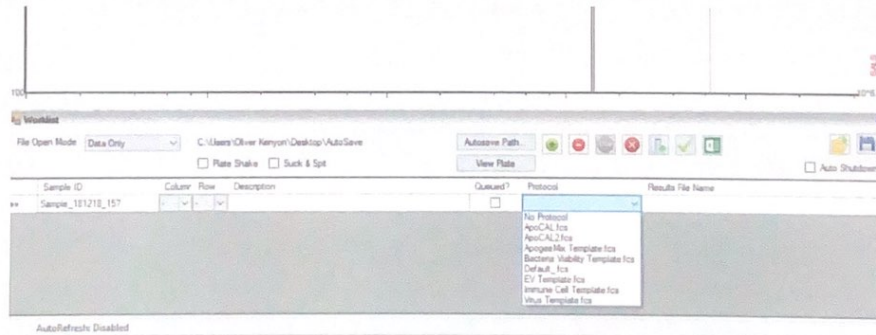 100
10^6
SALS
Worklist
File Open Mode Data Only C:\Users\Oliver Kenyon\Desktop\AutoSave Autosave Path..
Plate Shake Suck & Spt View Plate Auto Shutdown
Sample ID Column Row Description Queued? Protocol Results File Name
Sample_181218_157 - -
No Protocol
ApoCAL.fcs
ApoCAL2.fcs
ApogeeMix Template.fcs
Bacteria Viability Template.fcs
Default_.fcs
EV Template.fcs
Immune Cell Template.fcs
Virus Template.fcs
AutoRefresh: Disabled